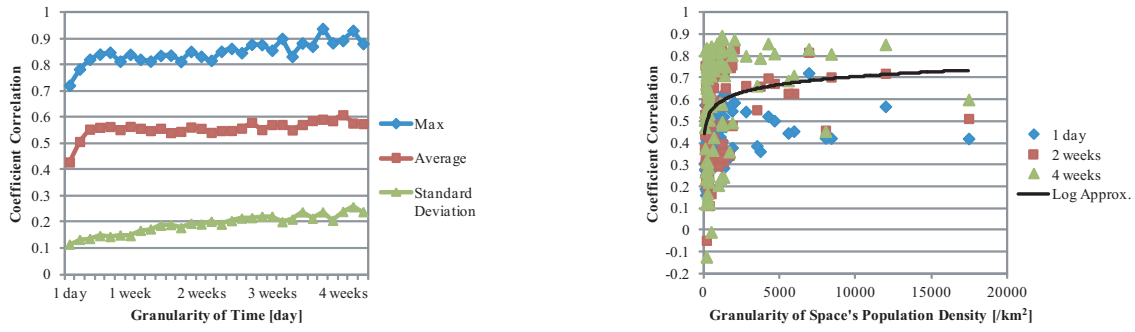 1
0.9
0.8
0.7
0.6
0.5
0.4
0.3
0.2
0.1
0
Coefficient Correlation
1 day
1 week
2 weeks
3 weeks
4 weeks
Granularity of Time [day]
Max
Average
Standard
Deviation
1
0.9
0.8
0.7
0.6
0.5
0.4
0.3
0.2
0.1
0
-0.1
-0.2
Coefficient Correlation
0
5000
10000
15000
20000
Granularity of Space's Population Density [/km²]
1 day
2 weeks
4 weeks
Log Approx.